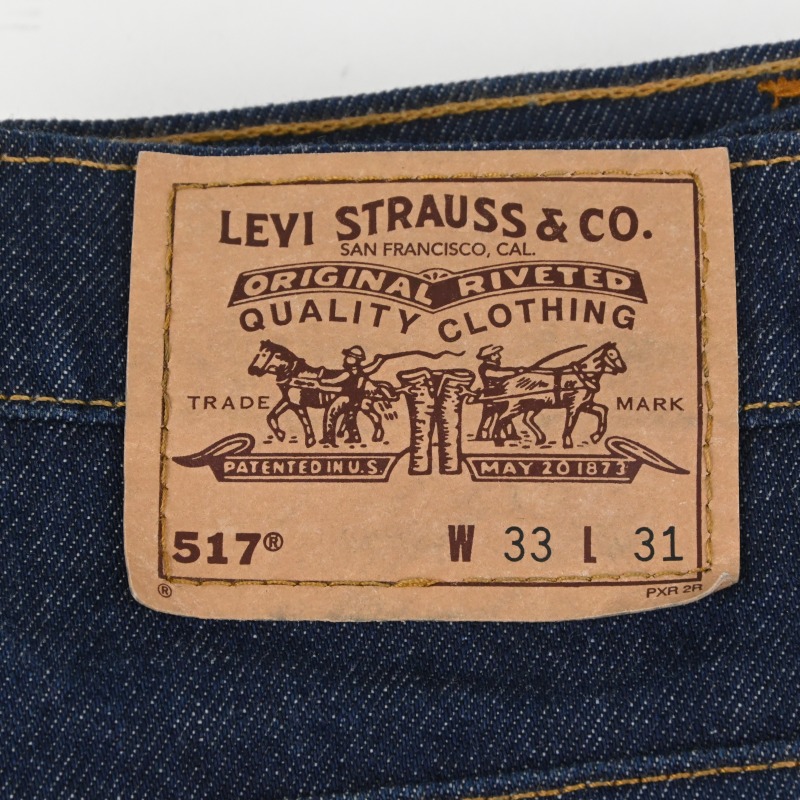 LEVI STRAUSS & CO.
SAN FRANCISCO, CAL.
ORIGINAL RIVETED
QUALITY CLOTHING
TRADE MARK
PATENTED IN U.S. MAY 20 1873
517® W 33 L 31
® PXR 2R